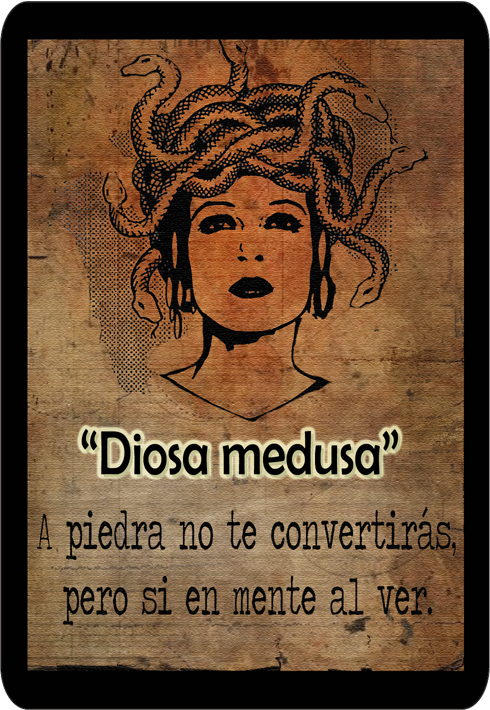 “Diosa medusa”
A piedra no te convertirás,
pero si en mente al ver.